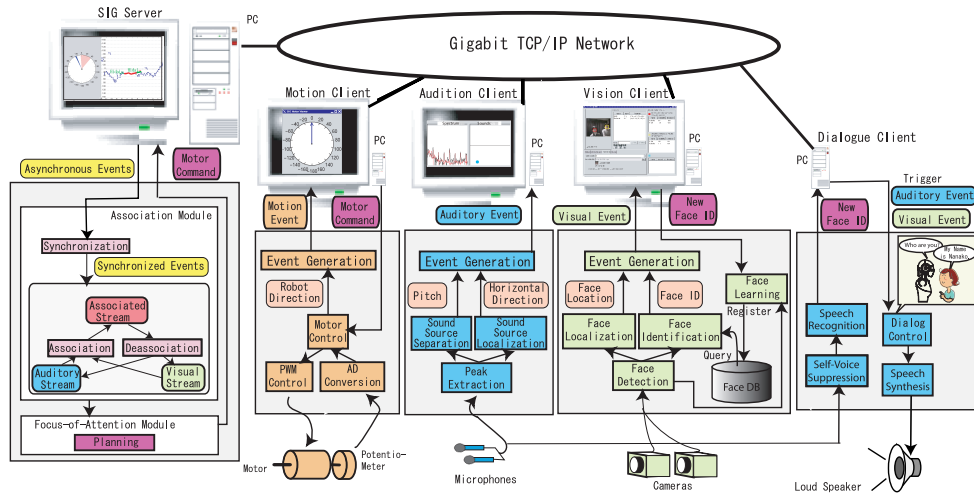 SIG Server
PC
Gigabit TCP/IP Network
Motion Client
Audition Client
Vision Client
PC
PC
PC
Dialogue Client
PC
Asynchronous Events
Motor
Command
Motion
Event
Motor
Command
Auditory Event
Visual Event
New
Face ID
New
Face ID
Trigger
Auditory Event
Visual Event
Association Module
Synchronization
Synchronized Events
Associated
Stream
Association
Deassociation
Auditory
Stream
Visual
Stream
Focus-of-Attention Module
Planning
Event Generation
Robot
Direction
Motor
Control
PWM
Control
AD
Conversion
Motor
Potentio-
Meter
Event Generation
Pitch
Horizontal
Direction
Sound
Source
Separation
Sound
Source
Localization
Peak
Extraction
Microphones
Event Generation
Face
Location
Face ID
Face
Localization
Face
Identification
Face
Detection
Face
Learning
Register
Query
Face DB
Cameras
Who are you?
My Name
is Nanako.
Speech
Recognition
Self-Voice
Suppression
Dialog
Control
Speech
Synthesis
Loud Speaker